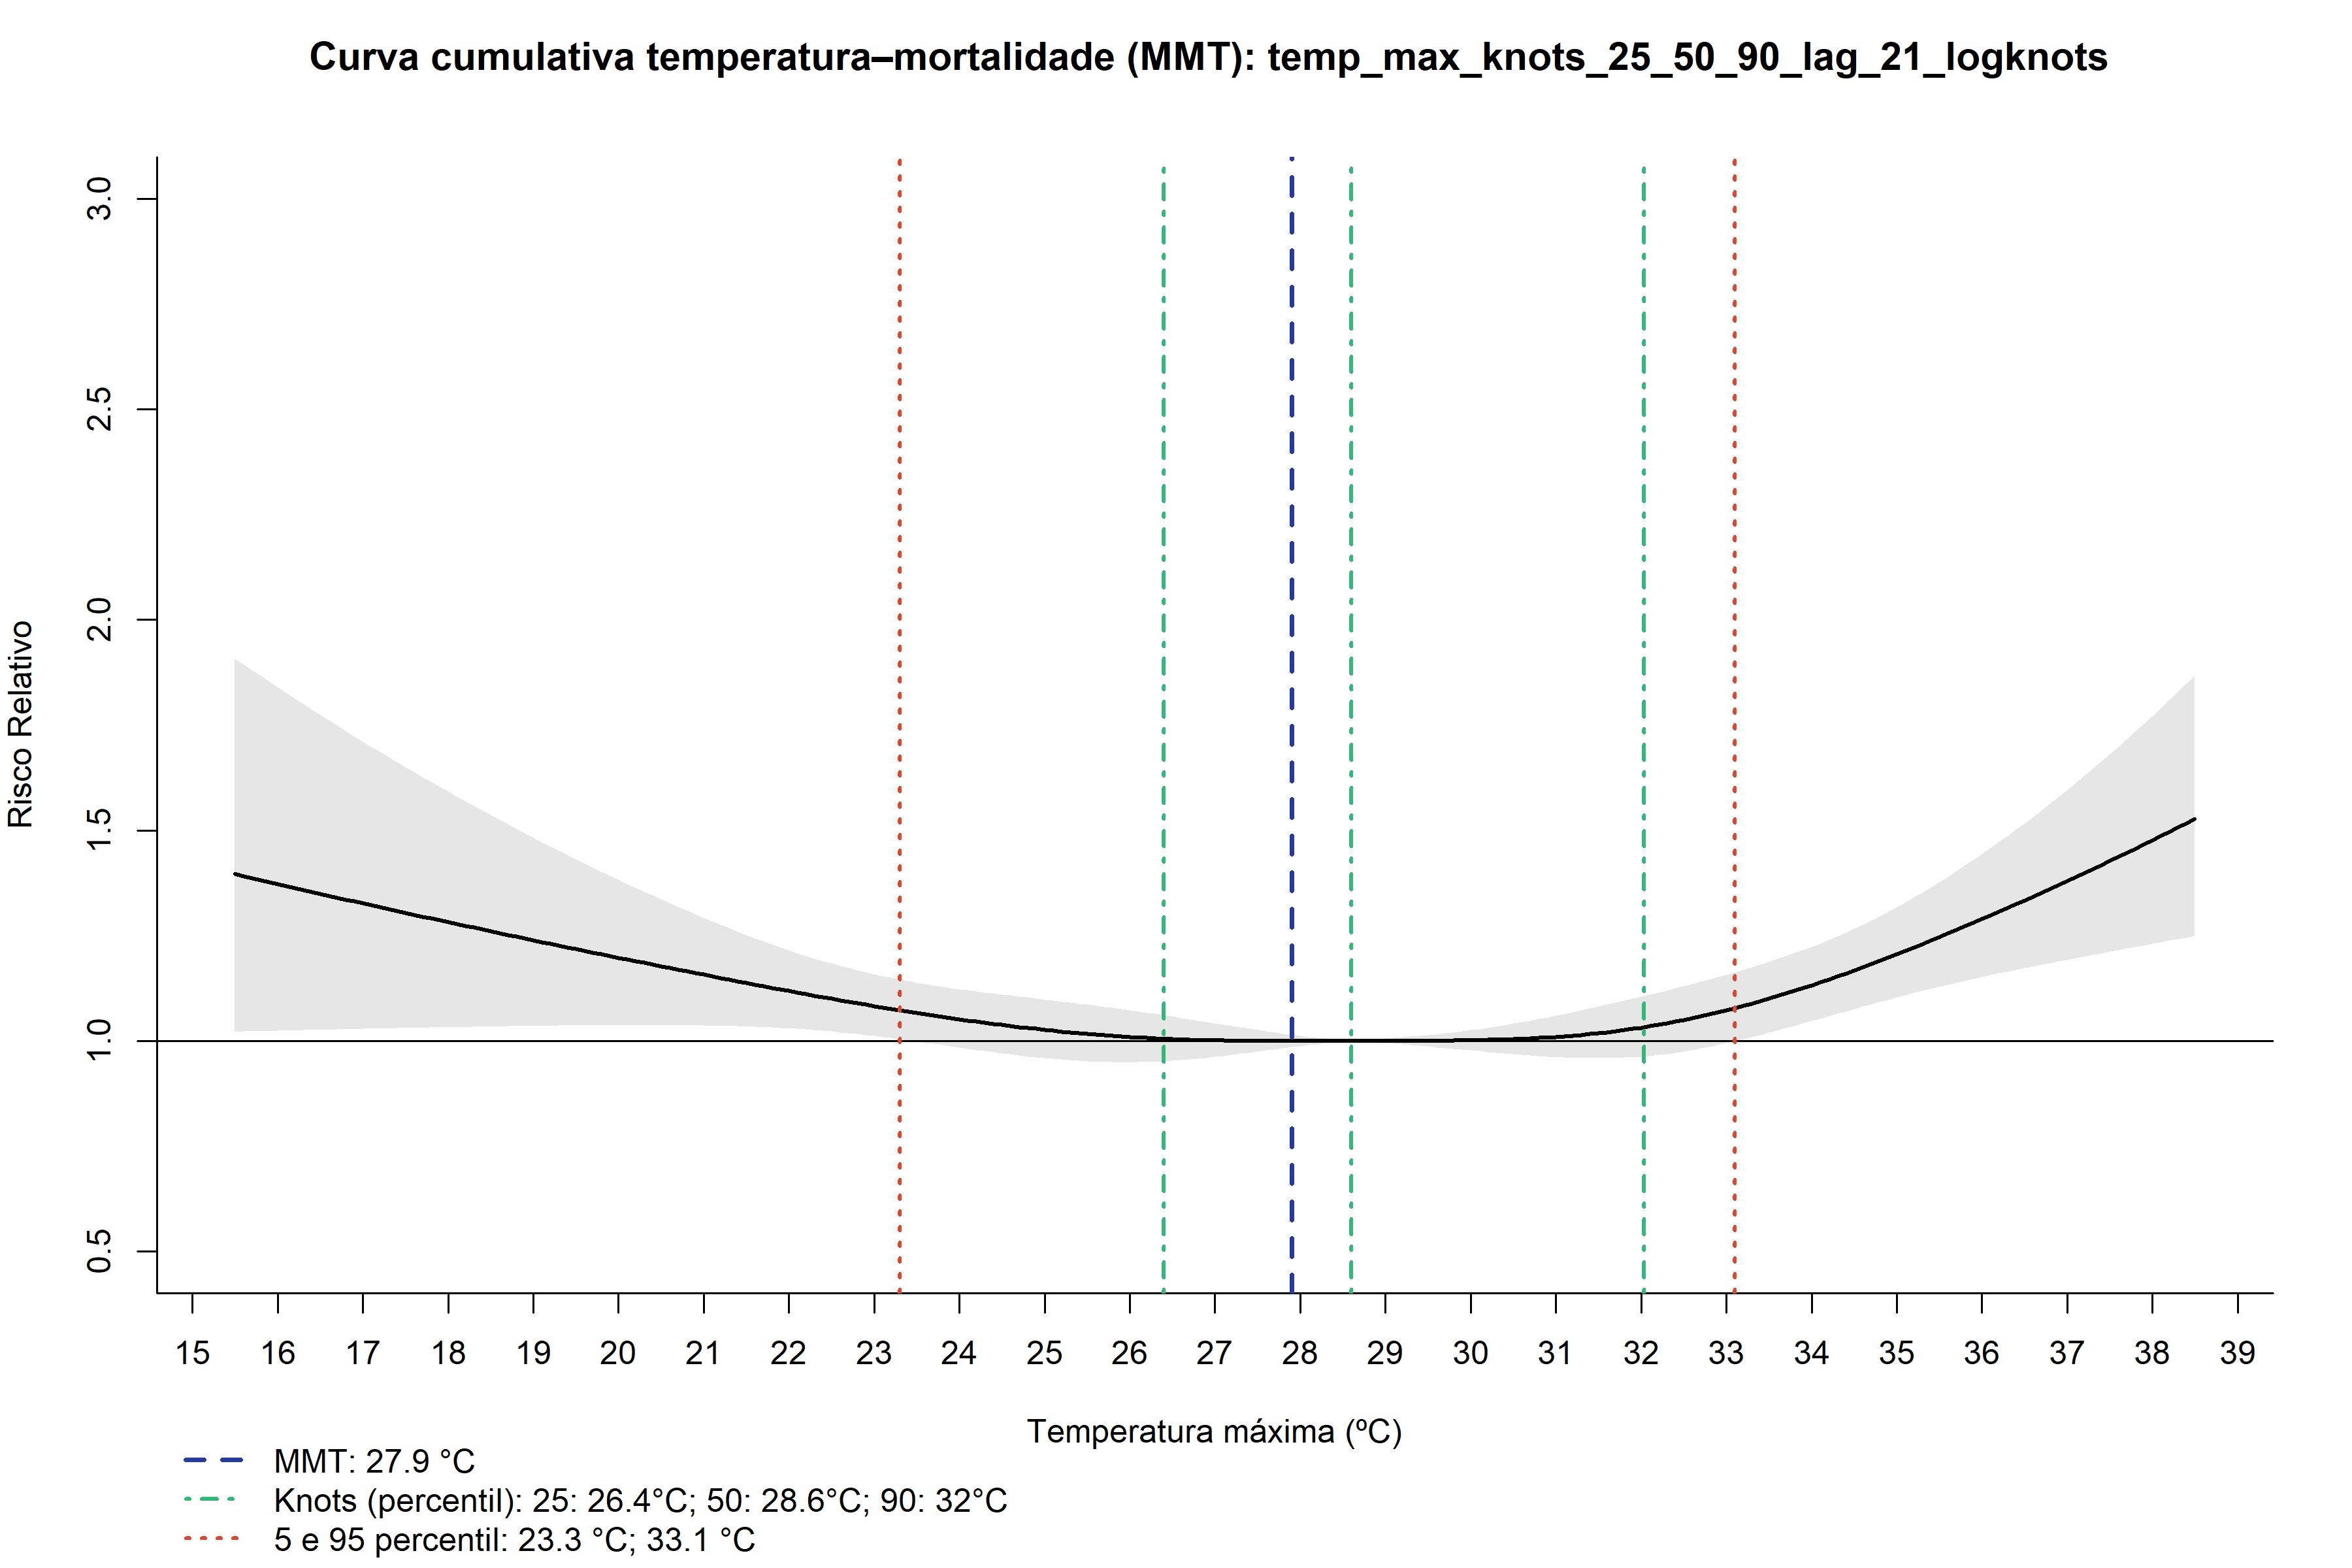 Curva cumulativa temperatura–mortalidade (MMT): temp_max_knots_25_50_90_lag_21_logknots
Risco Relativo
3.0
2.5
2.0
1.5
1.0
0.5
15 16 17 18 19 20 21 22 23 24 25 26 27 28 29 30 31 32 33 34 35 36 37 38 39
Temperatura máxima (ºC)
MMT: 27.9 °C
Knots (percentil): 25: 26.4°C; 50: 28.6°C; 90: 32°C
5 e 95 percentil: 23.3 °C; 33.1 °C